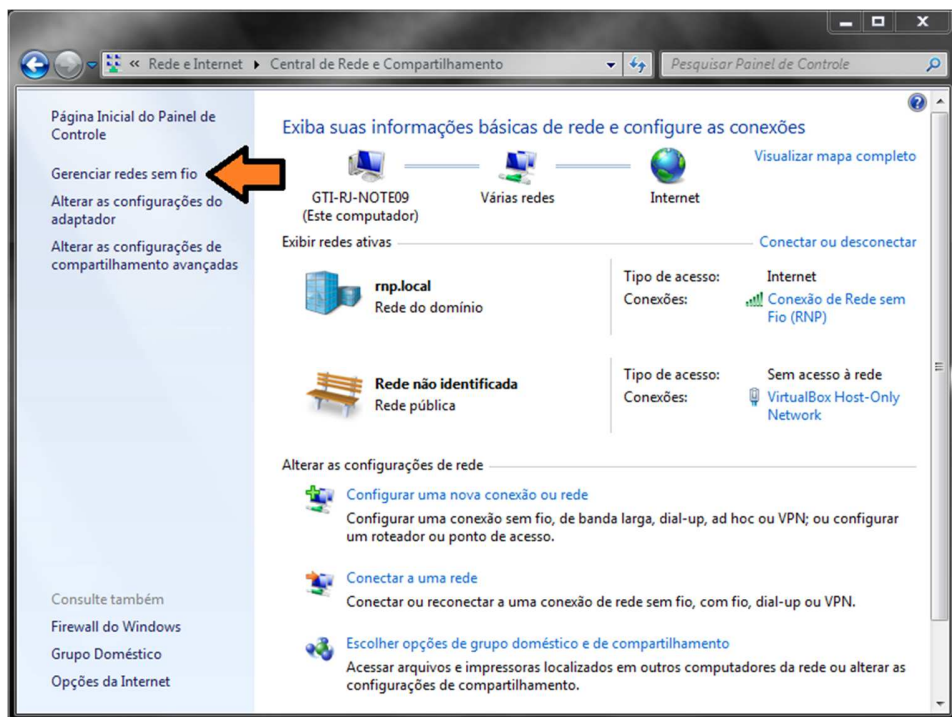 « Rede e Internet ▸ Central de Rede e Compartilhamento
Pesquisar Painel de Controle
Página Inicial do Painel de
Controle
Gerenciar redes sem fio
Alterar as configurações do
adaptador
Alterar as configurações de
compartilhamento avançadas
Consulte também
Firewall do Windows
Grupo Doméstico
Opções da Internet
Exiba suas informações básicas de rede e configure as conexões
Visualizar mapa completo
GTI-RJ-NOTE09
(Este computador)
Várias redes
Internet
Exibir redes ativas
Conectar ou desconectar
rnp.local
Rede do domínio
Tipo de acesso: Internet
Conexões: Conexão de Rede sem
Fio (RNP)
Rede não identificada
Rede pública
Tipo de acesso: Sem acesso à rede
Conexões: VirtualBox Host-Only
Network
Alterar as configurações de rede
Configurar uma nova conexão ou rede
Configurar uma conexão sem fio, de banda larga, dial-up, ad hoc ou VPN; ou configurar
um roteador ou ponto de acesso.
Conectar a uma rede
Conectar ou reconectar a uma conexão de rede sem fio, com fio, dial-up ou VPN.
Escolher opções de grupo doméstico e de compartilhamento
Acessar arquivos e impressoras localizados em outros computadores da rede ou alterar as
configurações de compartilhamento.